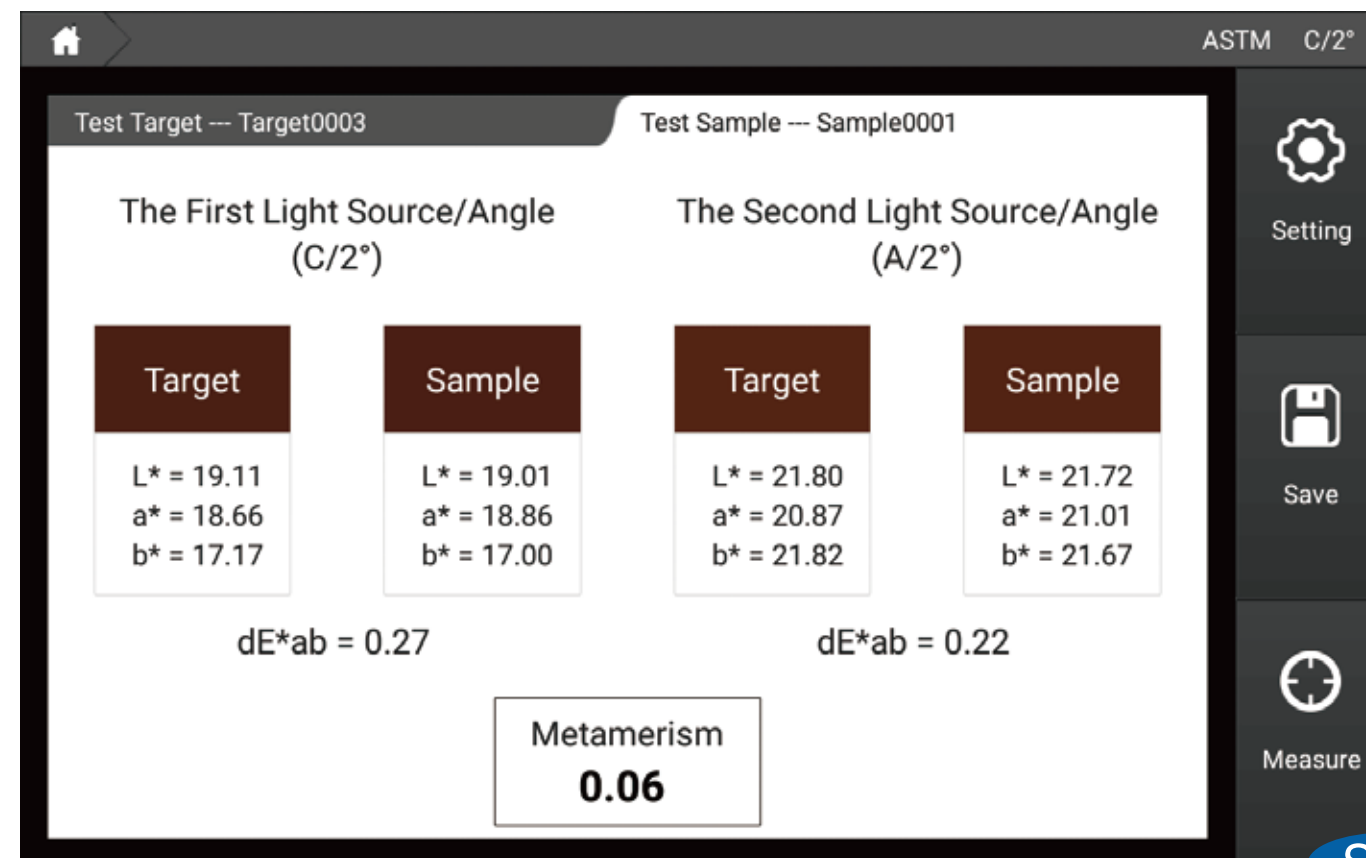 ASTM C/2°
Test Target --- Target0003
Test Sample --- Sample0001
The First Light Source/Angle
(C/2°)
The Second Light Source/Angle
(A/2°)
Target
L* = 19.11
a* = 18.66
b* = 17.17
Sample
L* = 19.01
a* = 18.86
b* = 17.00
dE*ab = 0.27
Target
L* = 21.80
a* = 20.87
b* = 21.82
Sample
L* = 21.72
a* = 21.01
b* = 21.67
dE*ab = 0.22
Metamerism
0.06
Setting
Save
Measure